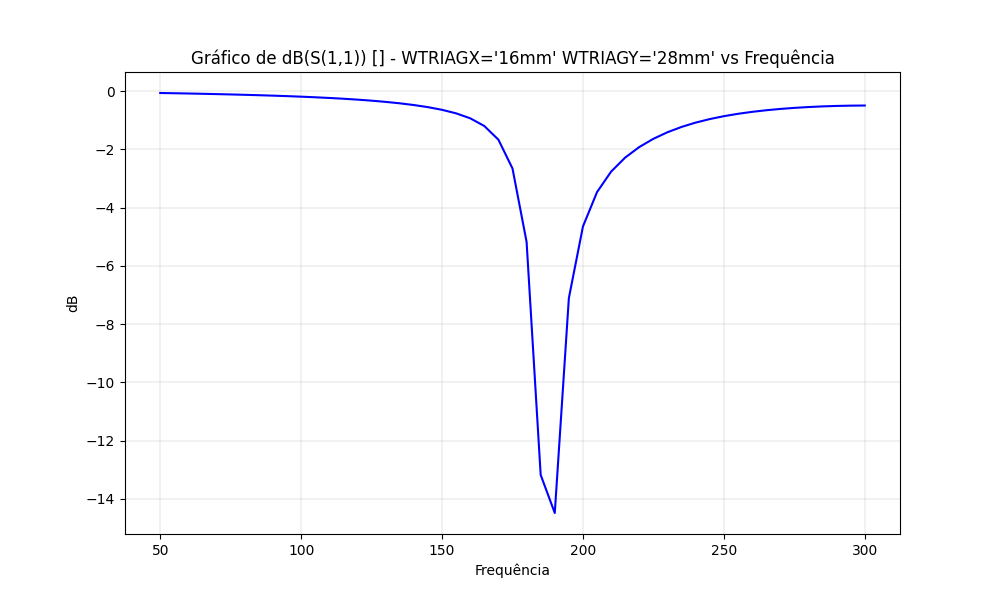 Gráfico de dB(S(1,1)) [] - WTRIAGX='16mm' WTRIAGY='28mm' vs Frequência
dB
0
−2
−4
−6
−8
−10
−12
−14
50 100 150 200 250 300
Frequência